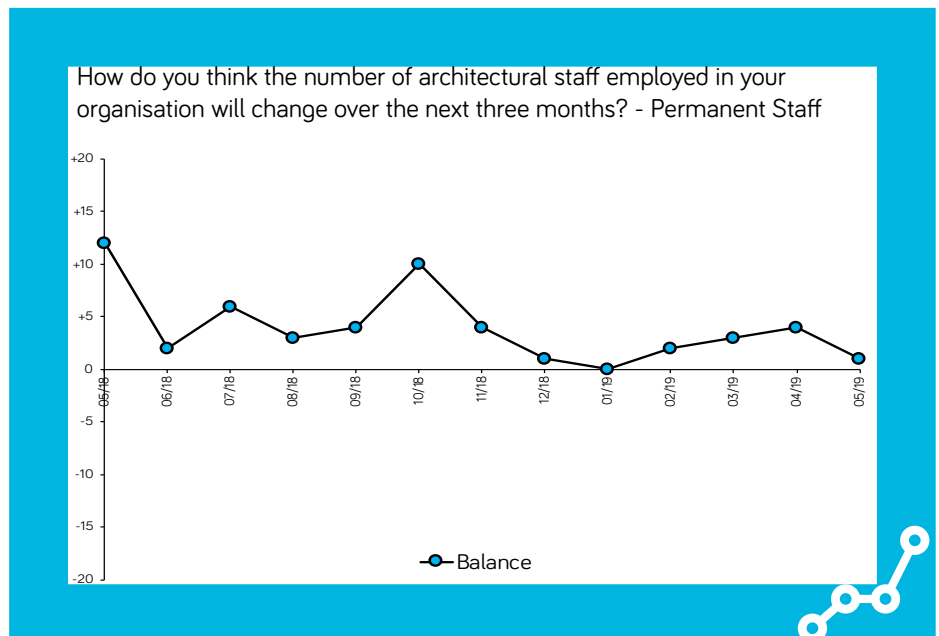 How do you think the number of architectural staff employed in your
organisation will change over the next three months? - Permanent Staff
+20
+15
+10
+5
0
-5
-10
-15
-20
05/18 06/18 07/18 08/18 09/18 10/18 11/18 12/18 01/19 02/19 03/19 04/19 05/19
Balance